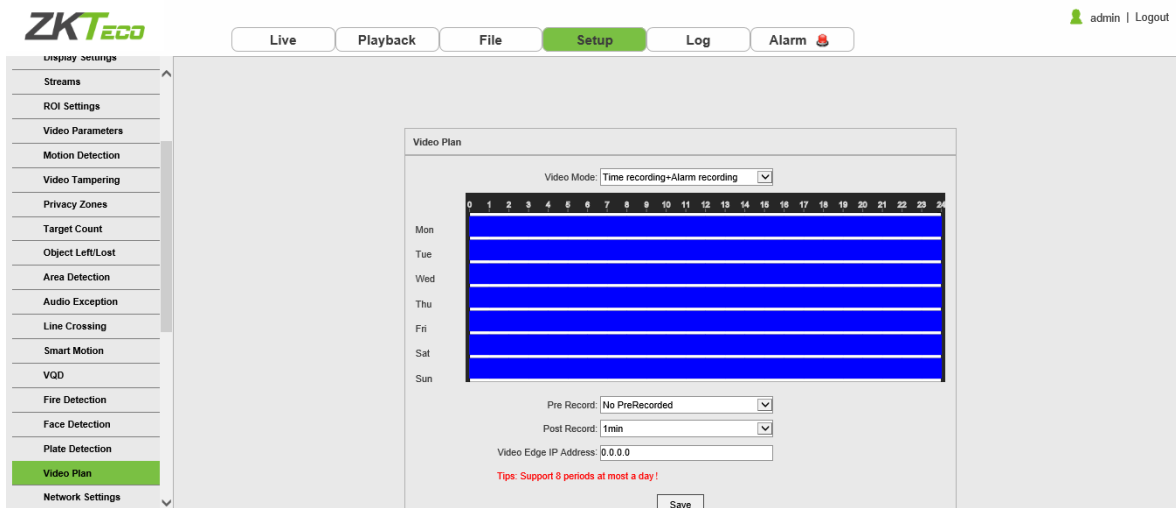 admin | Logout
ZKTECO
Live Playback File Setup Log Alarm
Display Settings
Streams
ROI Settings
Video Parameters
Motion Detection
Video Tampering
Privacy Zones
Target Count
Object Left/Lost
Area Detection
Audio Exception
Line Crossing
Smart Motion
VQD
Fire Detection
Face Detection
Plate Detection
Video Plan
Network Settings
Video Plan
Video Mode: Time recording+Alarm recording
0 1 2 3 4 5 6 7 8 9 10 11 12 13 14 15 16 17 18 19 20 21 22 23 24
Mon
Tue
Wed
Thu
Fri
Sat
Sun
Pre Record: No PreRecorded
Post Record: 1min
Video Edge IP Address: 0.0.0.0
Tips: Support 8 periods at most a day!
Save